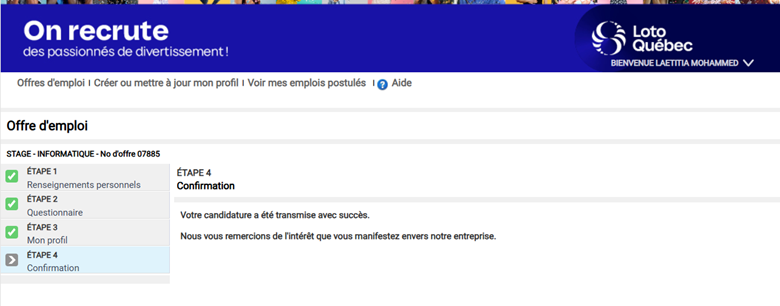 On recrute
des passionnés de divertissement !
Loto
Québec
BIENVENUE LAETITIA MOHAMMED
Offres d'emploi | Créer ou mettre à jour mon profil | Voir mes emplois postulés | ? Aide
Offre d'emploi
STAGE - INFORMATIQUE - No d'offre 07885
ÉTAPE 1
Renseignements personnels
ÉTAPE 2
Questionnaire
ÉTAPE 3
Mon profil
ÉTAPE 4
Confirmation
ÉTAPE 4
Confirmation
Votre candidature a été transmise avec succès.
Nous vous remercions de l'intérêt que vous manifestez envers notre entreprise.